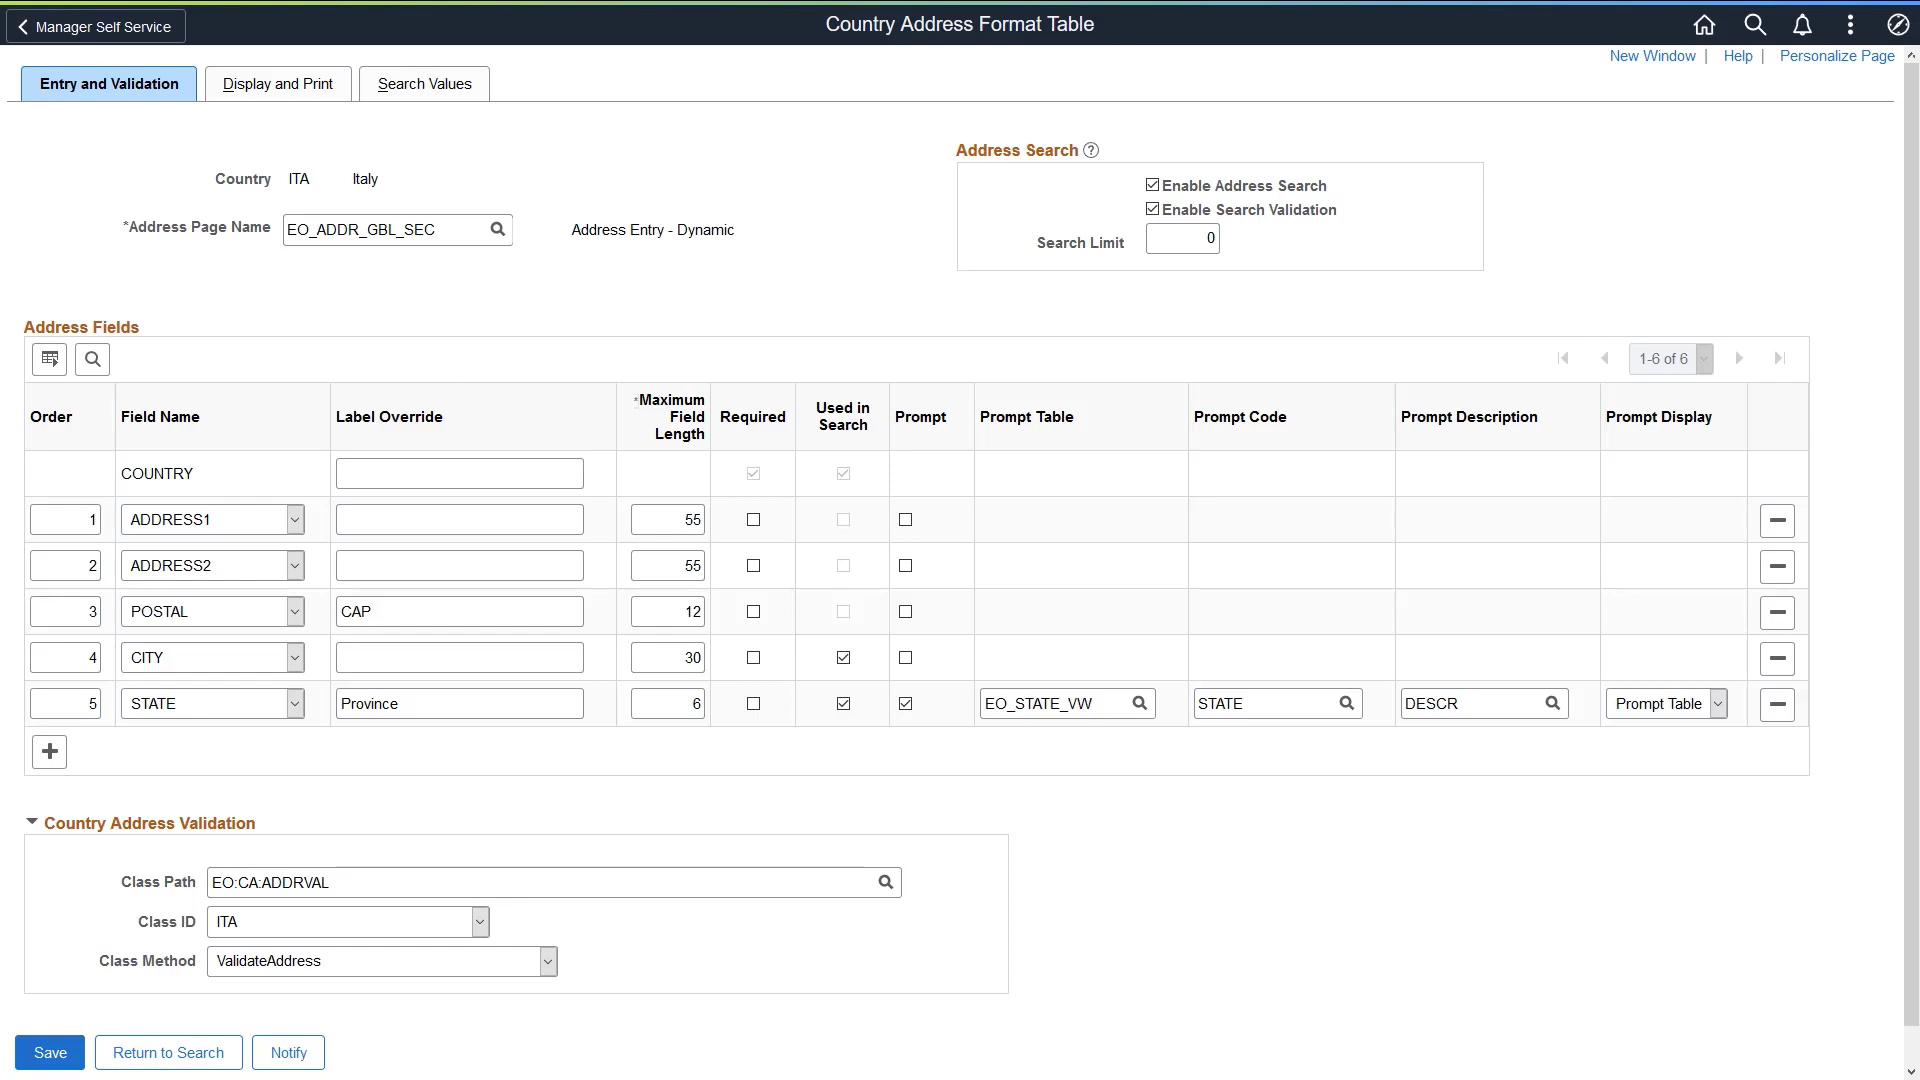 Manager Self Service
Country Address Format Table
New Window | Help | Personalize Page
Entry and Validation
Display and Print
Search Values
Address Search
Country ITA Italy
Enable Address Search
Enable Search Validation
*Address Page Name EO_ADDR_GBL_SEC Address Entry - Dynamic
Search Limit 0
Address Fields
1-6 of 6
Order Field Name Label Override *Maximum Field Length Required Used in Search Prompt Prompt Table Prompt Code Prompt Description Prompt Display
COUNTRY
1 ADDRESS1 55
2 ADDRESS2 55
3 POSTAL CAP 12
4 CITY 30
5 STATE Province 6 EO_STATE_VW STATE DESCR Prompt Table
Country Address Validation
Class Path EO:CA:ADDRVAL
Class ID ITA
Class Method ValidateAddress
Save Return to Search Notify